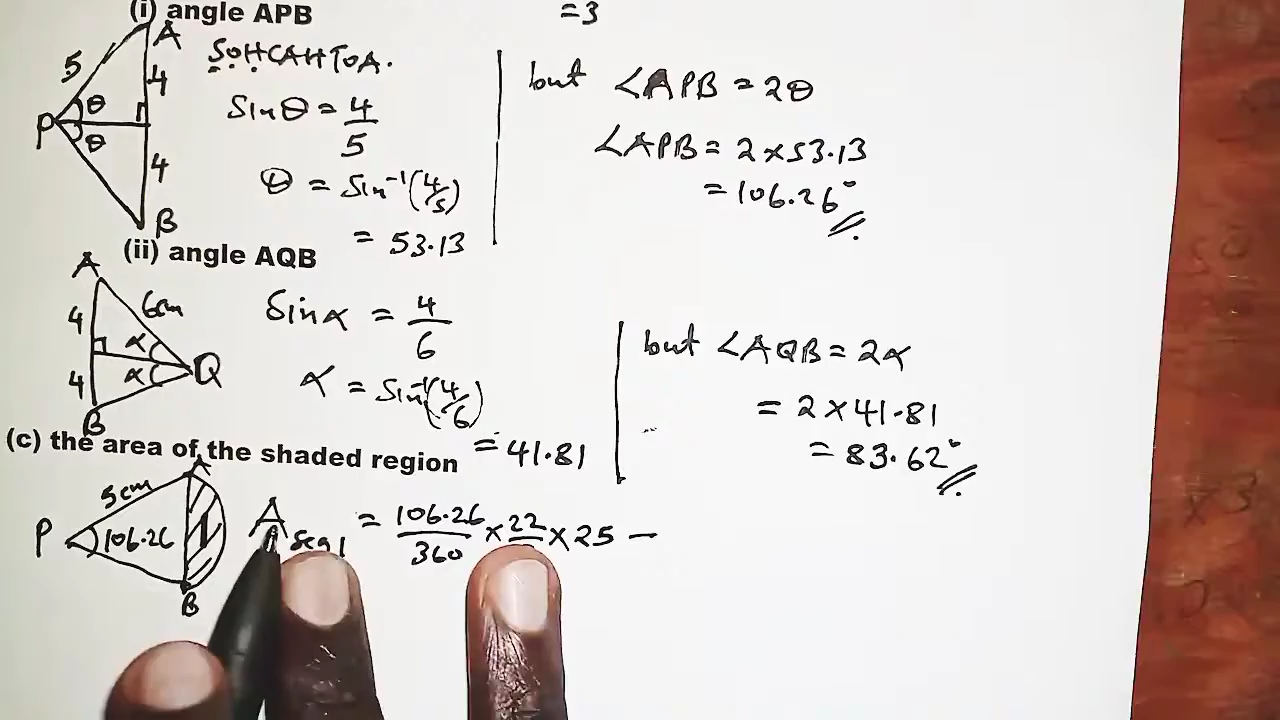 (i) angle APB
= 3
A
5
4
SOHCAHTOA.
P
θ
θ
4
B
Sinθ = 4/5
θ = Sin⁻¹(4/5)
= 53.13
but ∠APB = 2θ
∠APB = 2×53.13
= 106.26°
(ii) angle AQB
A
4
6cm
α
α
Q
4
B
Sinα = 4/6
α = Sin⁻¹(4/6)
= 41.81
but ∠AQB = 2α
= 2×41.81
= 83.62°
(c) the area of the shaded region
A
5cm
P
106.26
1
B
A seg1 = 106.26/360 × 22 × 25 –